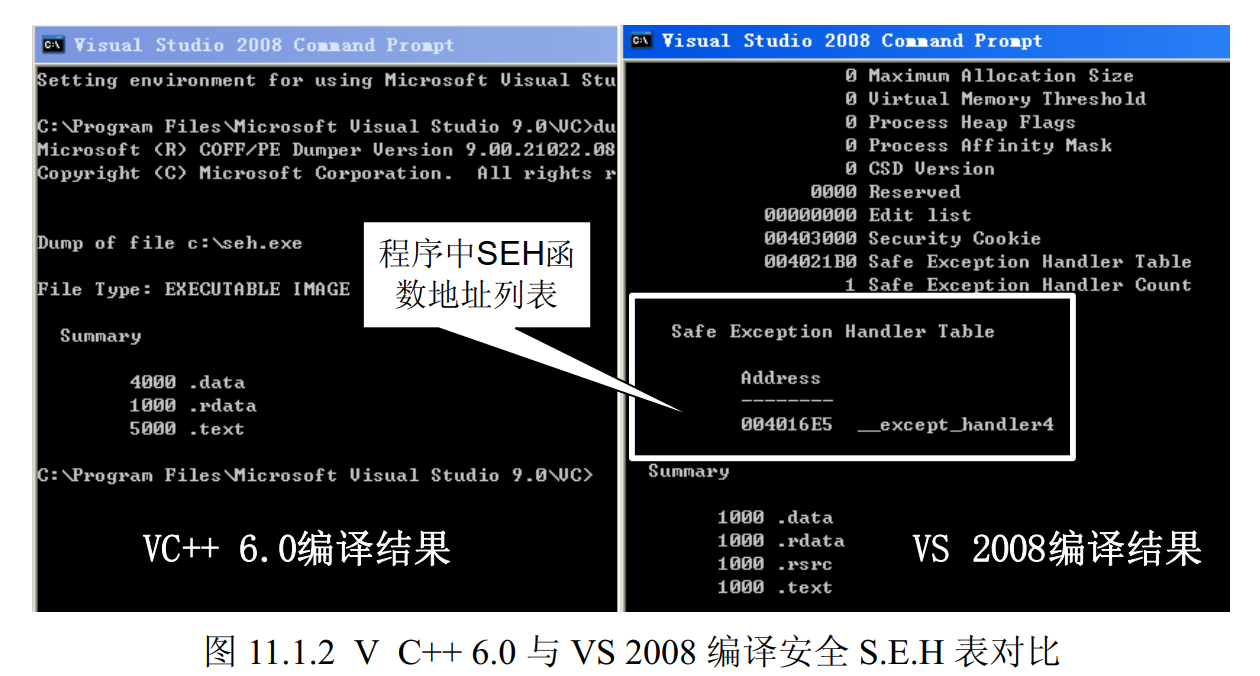 Visual Studio 2008 Command Prompt
Setting environment for using Microsoft Visual Stu
C:\Program Files\Microsoft Visual Studio 9.0\VC>du
Microsoft (R) COFF/PE Dumper Version 9.00.21022.08
Copyright (C) Microsoft Corporation.  All rights r
Dump of file c:\seh.exe
File Type: EXECUTABLE IMAGE
Summary
4000 .data
1000 .rdata
5000 .text
C:\Program Files\Microsoft Visual Studio 9.0\VC>
VC++ 6.0编译结果
程序中SEH函
数地址列表
Visual Studio 2008 Command Prompt
0 Maximum Allocation Size
0 Virtual Memory Threshold
0 Process Heap Flags
0 Process Affinity Mask
0 CSD Version
0000 Reserved
00000000 Edit list
00403000 Security Cookie
004021B0 Safe Exception Handler Table
1 Safe Exception Handler Count
Safe Exception Handler Table
Address
--------
004016E5  __except_handler4
Summary
1000 .data
1000 .rdata
1000 .rsrc
1000 .text
VS 2008编译结果
图 11.1.2 V C++ 6.0 与 VS 2008 编译安全 S.E.H 表对比